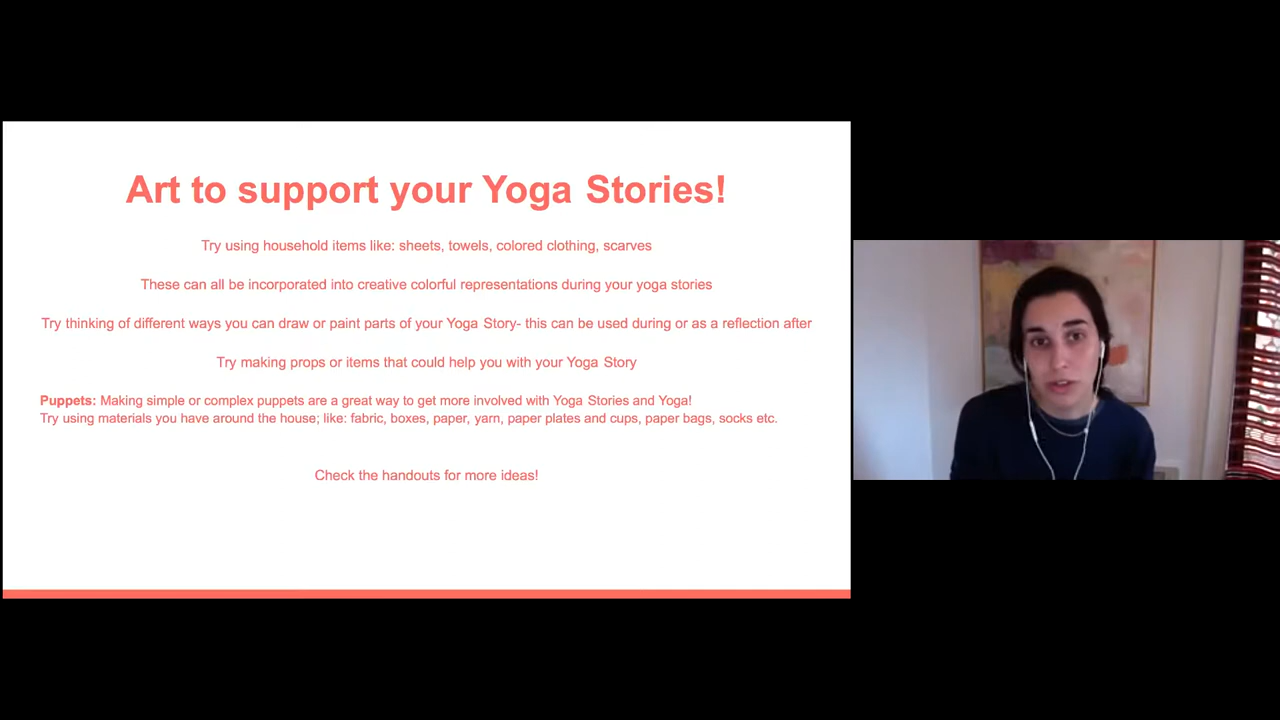 Art to support your Yoga Stories!
Try using household items like: sheets, towels, colored clothing, scarves
These can all be incorporated into creative colorful representations during your yoga stories
Try thinking of different ways you can draw or paint parts of your Yoga Story- this can be used during or as a reflection after
Try making props or items that could help you with your Yoga Story
Puppets: Making simple or complex puppets are a great way to get more involved with Yoga Stories and Yoga!
Try using materials you have around the house; like: fabric, boxes, paper, yarn, paper plates and cups, paper bags, socks etc.
Check the handouts for more ideas!